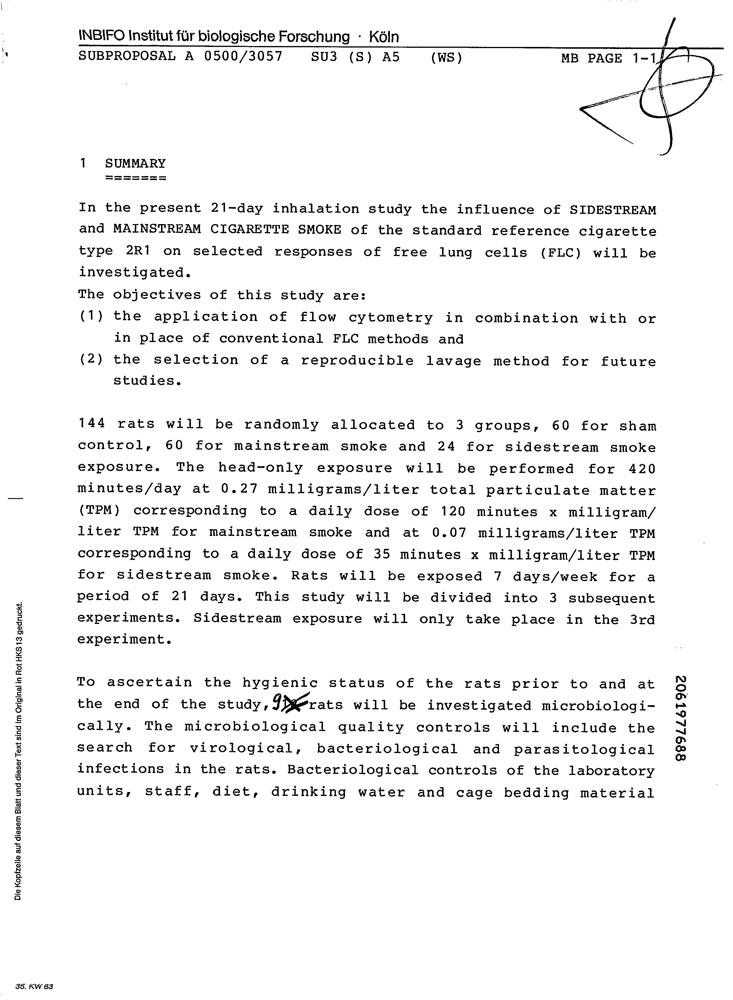 INBIFO Institut für biologische Forschung · Köln
SUBPROPOSAL A 0500/3057 SU3 (S) A5 (WS) MB PAGE 1-1
1 SUMMARY
=======
In the present 21-day inhalation study the influence of SIDESTREAM
and MAINSTREAM CIGARETTE SMOKE of the standard reference cigarette
type 2R1 on selected responses of free lung cells (FLC) will be
investigated.
The objectives of this study are:
(1) the application of flow cytometry in combination with or
in place of conventional FLC methods and
(2) the selection of a reproducible lavage method for future
studies.
144 rats will be randomly allocated to 3 groups, 60 for sham
control, 60 for mainstream smoke and 24 for sidestream smoke
exposure. The head-only exposure will be performed for 420
minutes/day at 0.27 milligrams/liter total particulate matter
(TPM) corresponding to a daily dose of 120 minutes x milligram/
liter TPM for mainstream smoke and at 0.07 milligrams/liter TPM
corresponding to a daily dose of 35 minutes x milligram/liter TPM
for sidestream smoke. Rats will be exposed 7 days/week for a
period of 21 days. This study will be divided into 3 subsequent
experiments. Sidestream exposure will only take place in the 3rd
experiment.
To ascertain the hygienic status of the rats prior to and at
the end of the study, 9 rats will be investigated microbiologi-
cally. The microbiological quality controls will include the
search for virological, bacteriological and parasitological
infections in the rats. Bacteriological controls of the laboratory
units, staff, diet, drinking water and cage bedding material
2061977688
Die Kopfzeile auf diesem Blatt und dieser Text sind im Original in Rot HKS 13 gedruckt.
35. KW 63